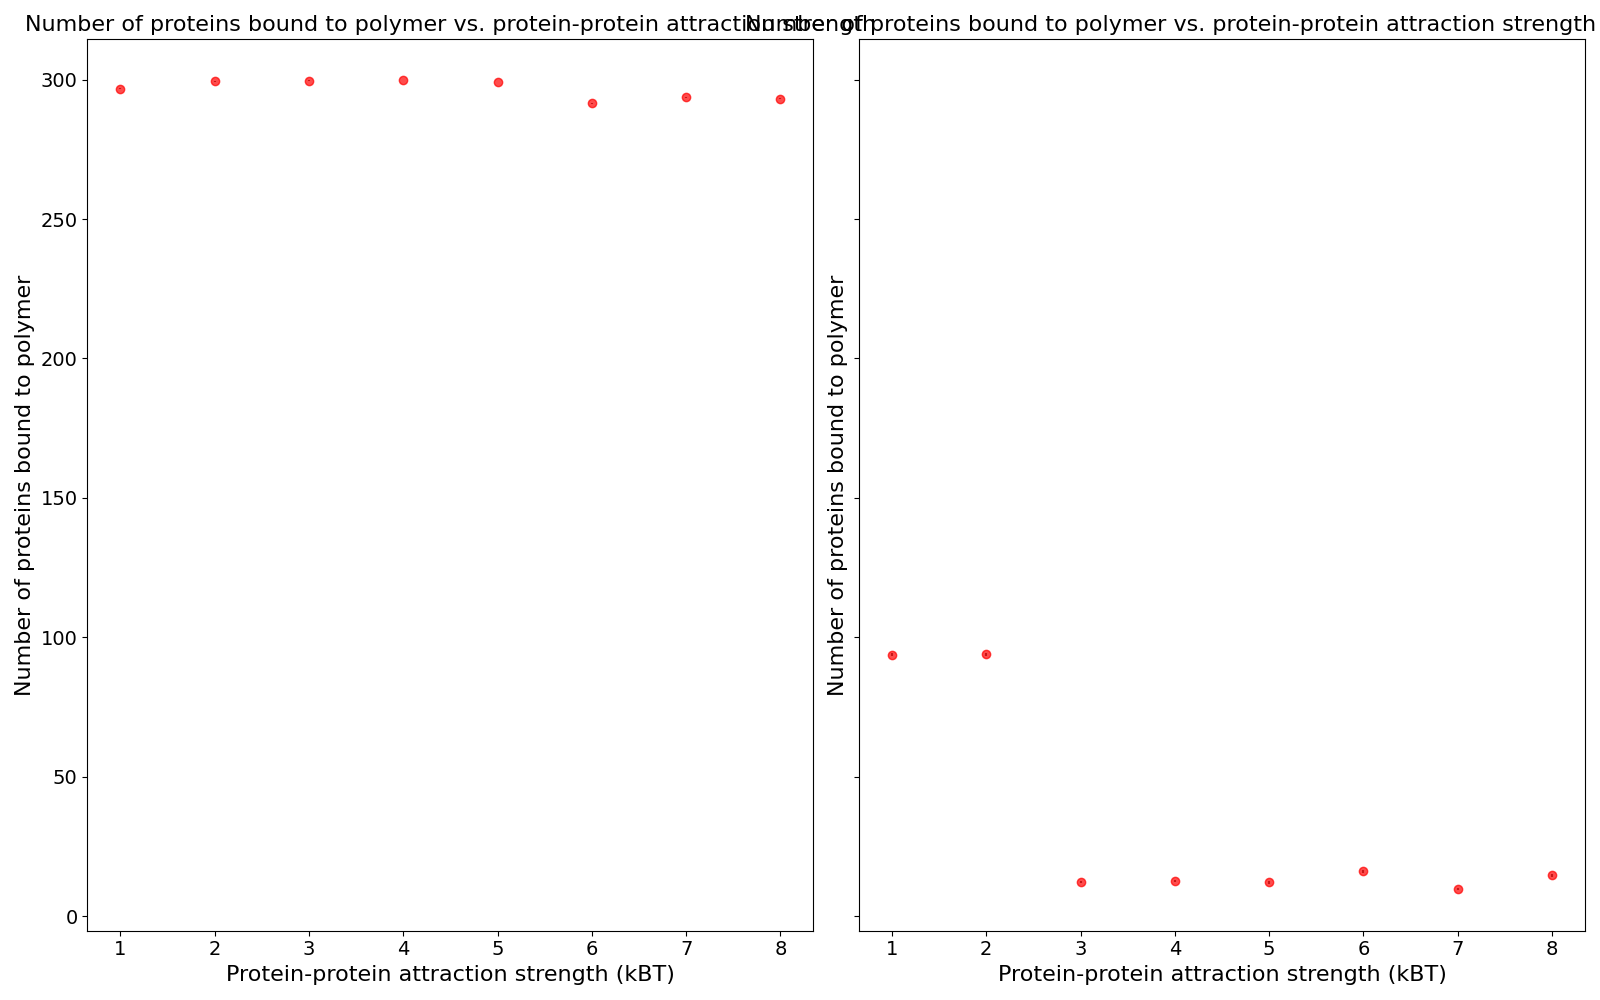 Number of proteins bound to polymer vs. protein-protein attraction strength
Number of proteins bound to polymer vs. protein-protein attraction strength
Number of proteins bound to polymer
300
250
200
150
100
50
0
1 2 3 4 5 6 7 8
Protein-protein attraction strength (kBT)
Number of proteins bound to polymer
1 2 3 4 5 6 7 8
Protein-protein attraction strength (kBT)